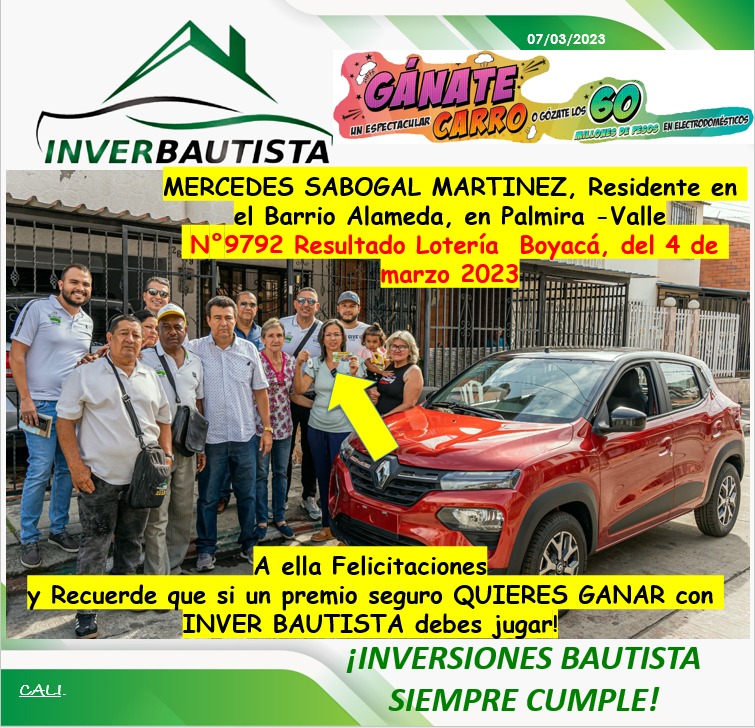 07/03/2023
GÁNATE
UN ESPECTACULAR CARRO O GÓZATE LOS 60
MILLONES DE PESOS EN ELECTRODOMÉSTICOS
INVERBAUTISTA
MERCEDES SABOGAL MARTINEZ, Residente en
el Barrio Alameda, en Palmira -Valle
N°9792 Resultado Lotería Boyacá, del 4 de
marzo 2023
A ella Felicitaciones
y Recuerde que si un premio seguro QUIERES GANAR con
INVER BAUTISTA debes jugar!
¡INVERSIONES BAUTISTA
SIEMPRE CUMPLE!
CALI.